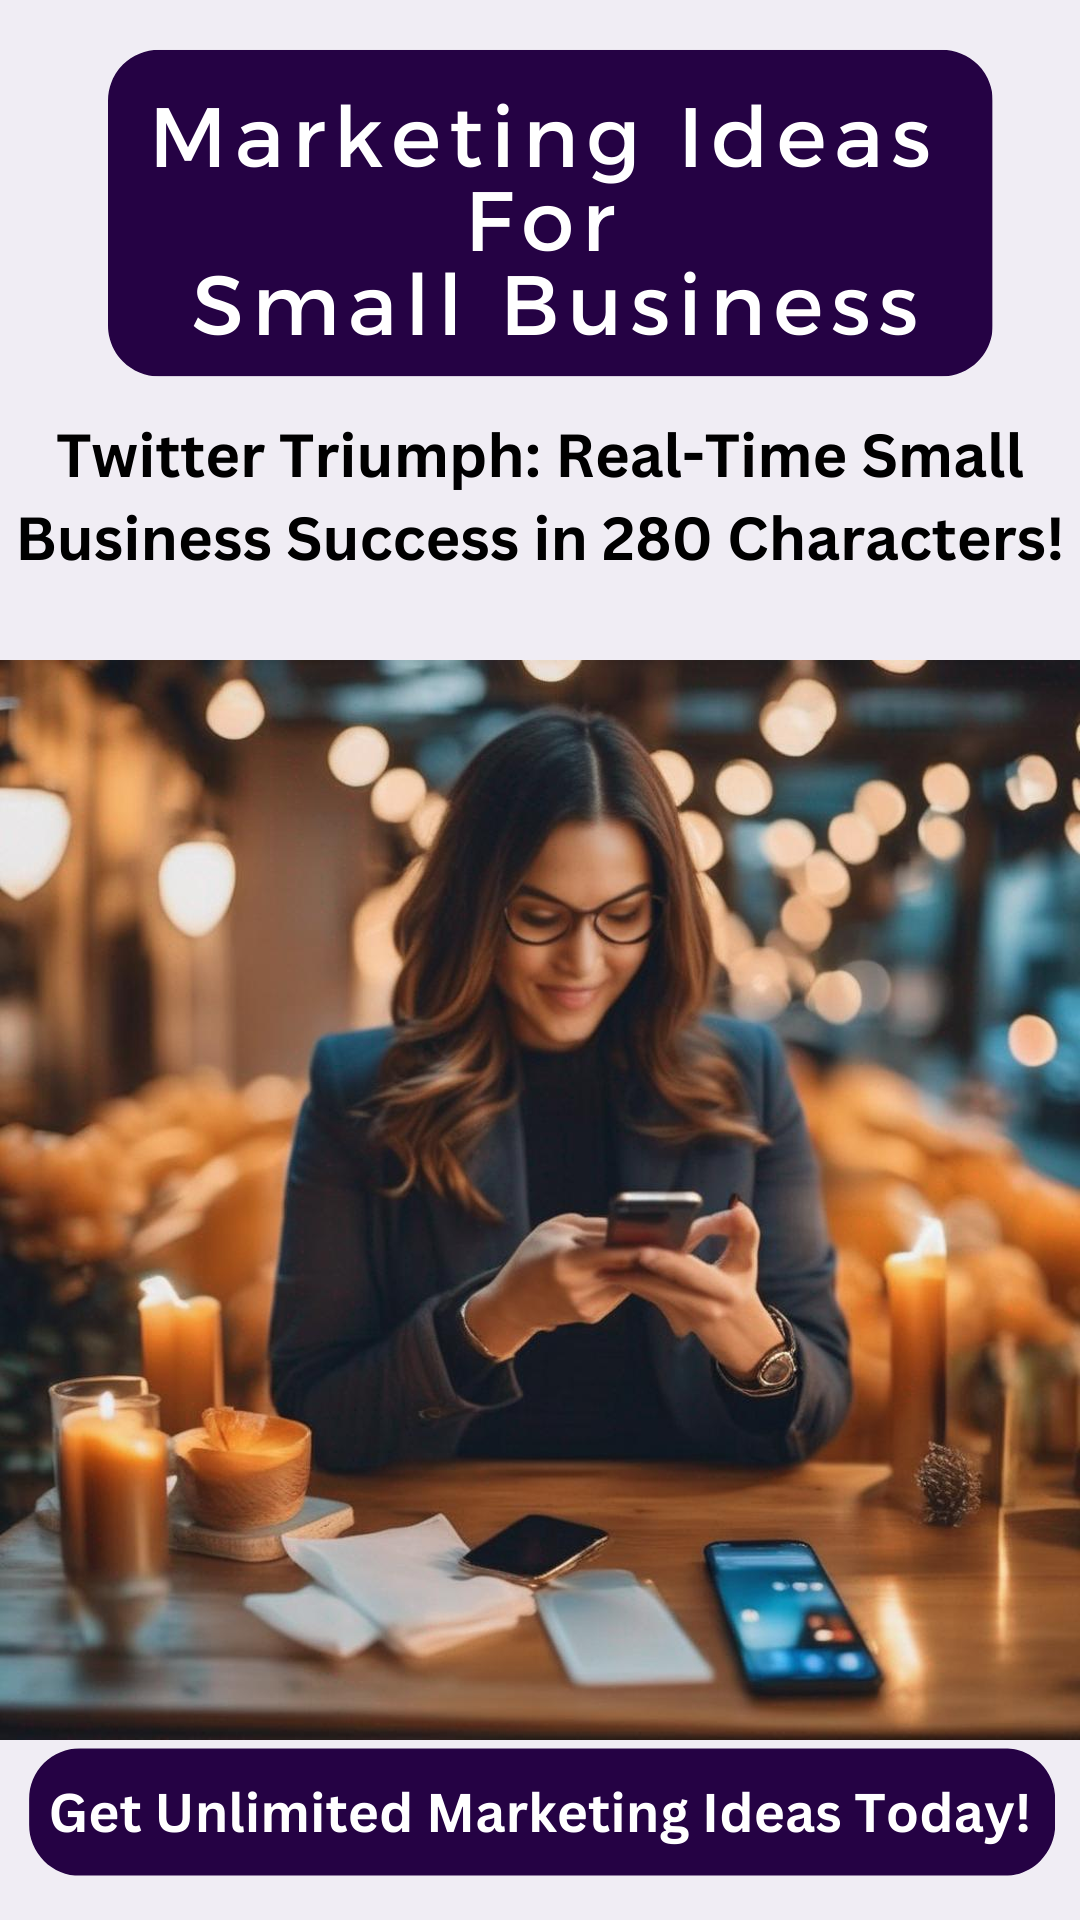 Marketing Ideas
For
Small Business
Twitter Triumph: Real-Time Small
Business Success in 280 Characters!
Get Unlimited Marketing Ideas Today!